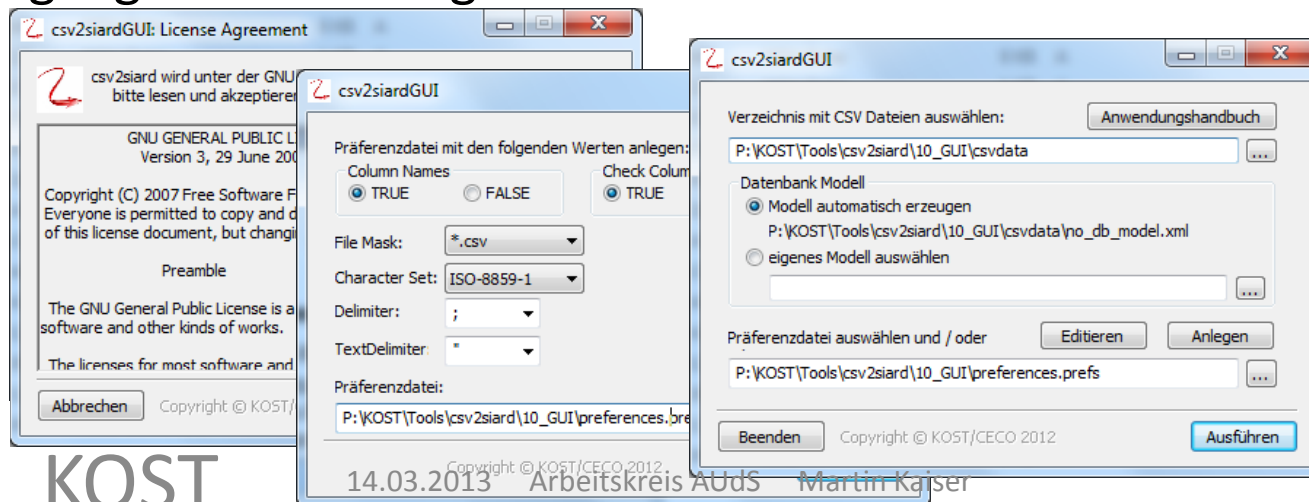 csv2siardGUI: License Agreement
csv2siard wird unter der GNU
bitte lesen und akzeptieren
GNU GENERAL PUBLIC
Version 3, 29 June 200
Copyright (C) 2007 Free Software F
Everyone is permitted to copy and d
of this license document, but changi
Preamble
The GNU General Public License is a
software and other kinds of works.
The licenses for most software and
Abbrechen
Copyright © KOST/
csv2siardGUI
Präferenzdatei mit den folgenden Werten anlegen:
Column Names
TRUE
FALSE
Check Colum
TRUE
File Mask:
*.csv
Character Set:
ISO-8859-1
Delimiter:
;
TextDelimiter:
"
Präferenzdatei:
P:\KOST\Tools\csv2siard\10_GUI\preferences.pre
Copyright © KOST/CECO 2012
csv2siardGUI
Verzeichnis mit CSV Dateien auswählen:
Anwendungshandbuch
P:\KOST\Tools\csv2siard\10_GUI\csvdata
...
Datenbank Modell
Modell automatisch erzeugen
P:\KOST\Tools\csv2siard\10_GUI\csvdata\no_db_model.xml
eigenes Modell auswählen
...
Präferenzdatei auswählen und / oder
Editieren
Anlegen
P:\KOST\Tools\csv2siard\10_GUI\preferences.prefs
...
Beenden
Copyright © KOST/CECO 2012
Ausführen
KOST
14.03.2013 Arbeitskreis AUdS Martin Kaiser